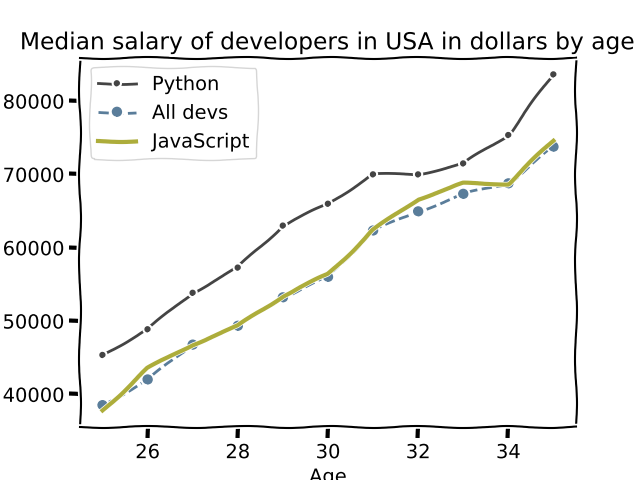 Median salary of developers in USA in dollars by age
Python
All devs
JavaScript
80000
70000
60000
50000
40000
26 28 30 32 34
Age